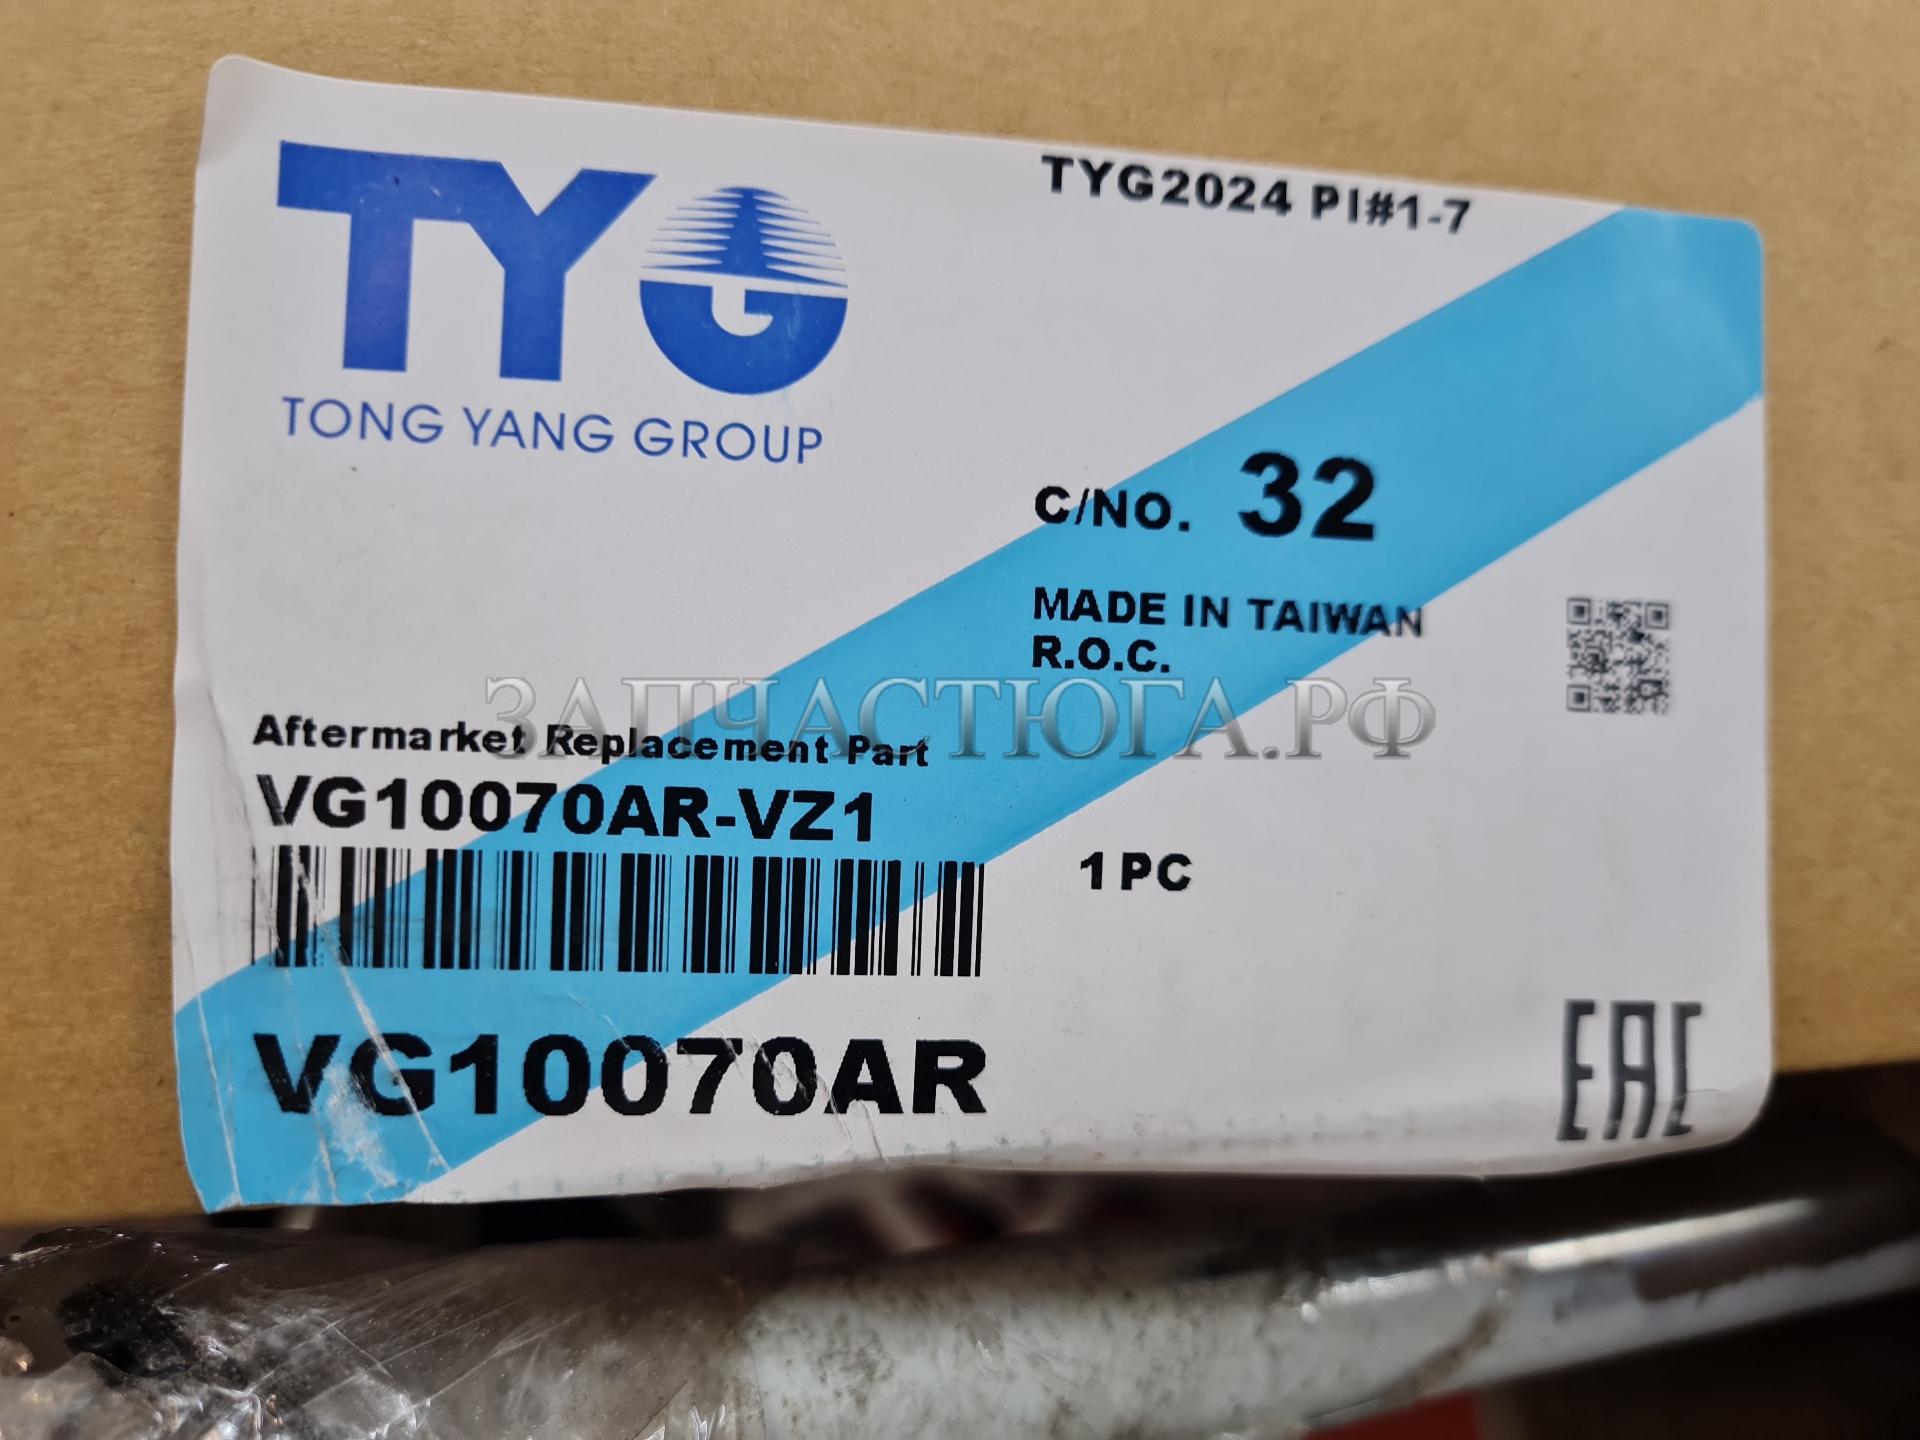 TYG
TYG2024 PI#1-7
TONG YANG GROUP
C/NO. 32
MADE IN TAIWAN
R.O.C.
ЗАПЧАСТЮГА.РФ
Aftermarket Replacement Part
VG10070AR-VZ1
1 PC
VG10070AR
EAC